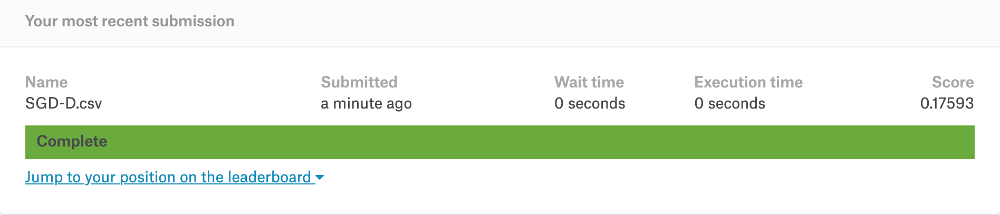 Your most recent submission
Name Submitted Wait time Execution time Score
SGD-D.csv a minute ago 0 seconds 0 seconds 0.17593
Complete
Jump to your position on the leaderboard